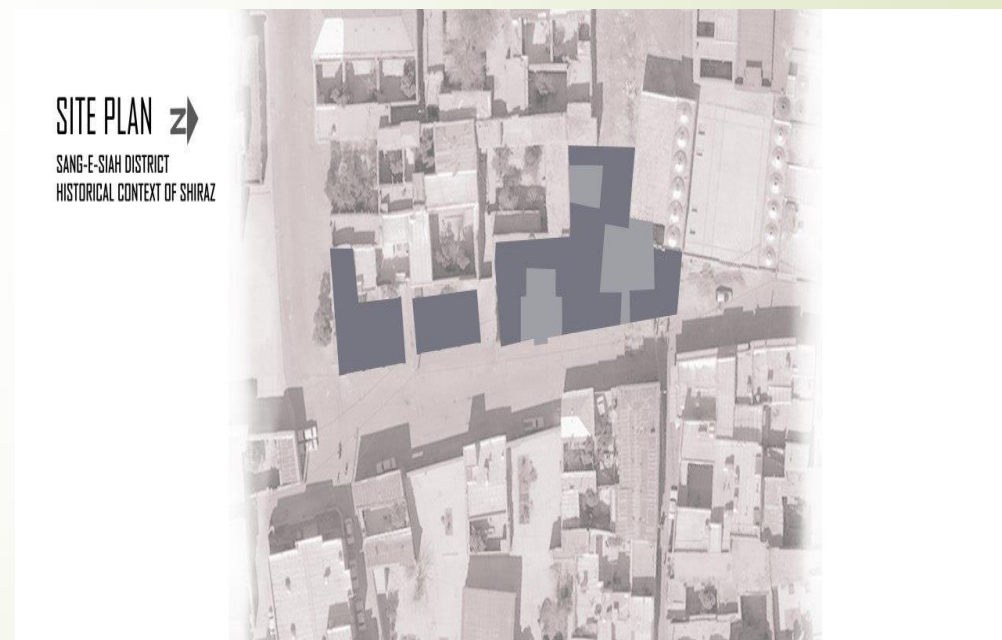 SITE PLAN Z
SANG-E-SIAH DISTRICT
HISTORICAL CONTEXT OF SHIRAZ